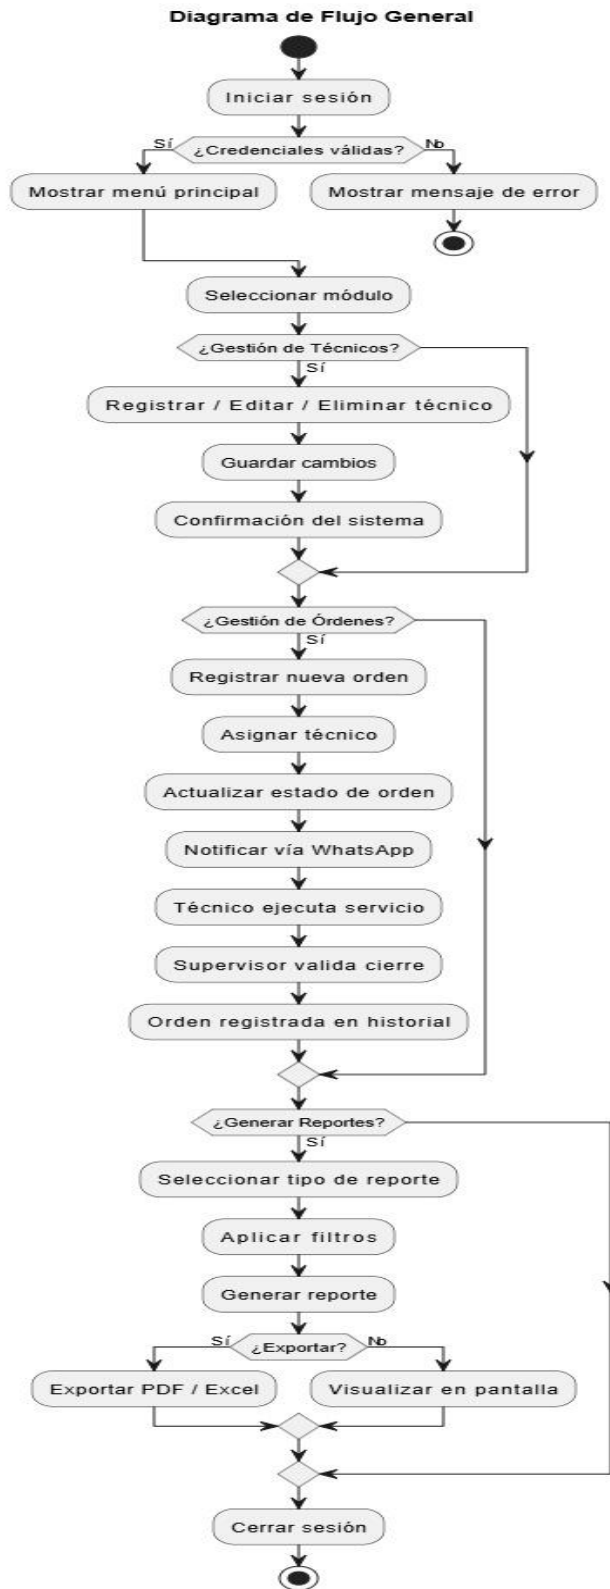 Diagrama de Flujo General
Iniciar sesión
¿Credenciales válidas?
Sí
No
Mostrar menú principal
Mostrar mensaje de error
Seleccionar módulo
¿Gestión de Técnicos?
Sí
Registrar / Editar / Eliminar técnico
Guardar cambios
Confirmación del sistema
¿Gestión de Órdenes?
Sí
Registrar nueva orden
Asignar técnico
Actualizar estado de orden
Notificar vía WhatsApp
Técnico ejecuta servicio
Supervisor valida cierre
Orden registrada en historial
¿Generar Reportes?
Sí
Seleccionar tipo de reporte
Aplicar filtros
Generar reporte
¿Exportar?
Sí
No
Exportar PDF / Excel
Visualizar en pantalla
Cerrar sesión